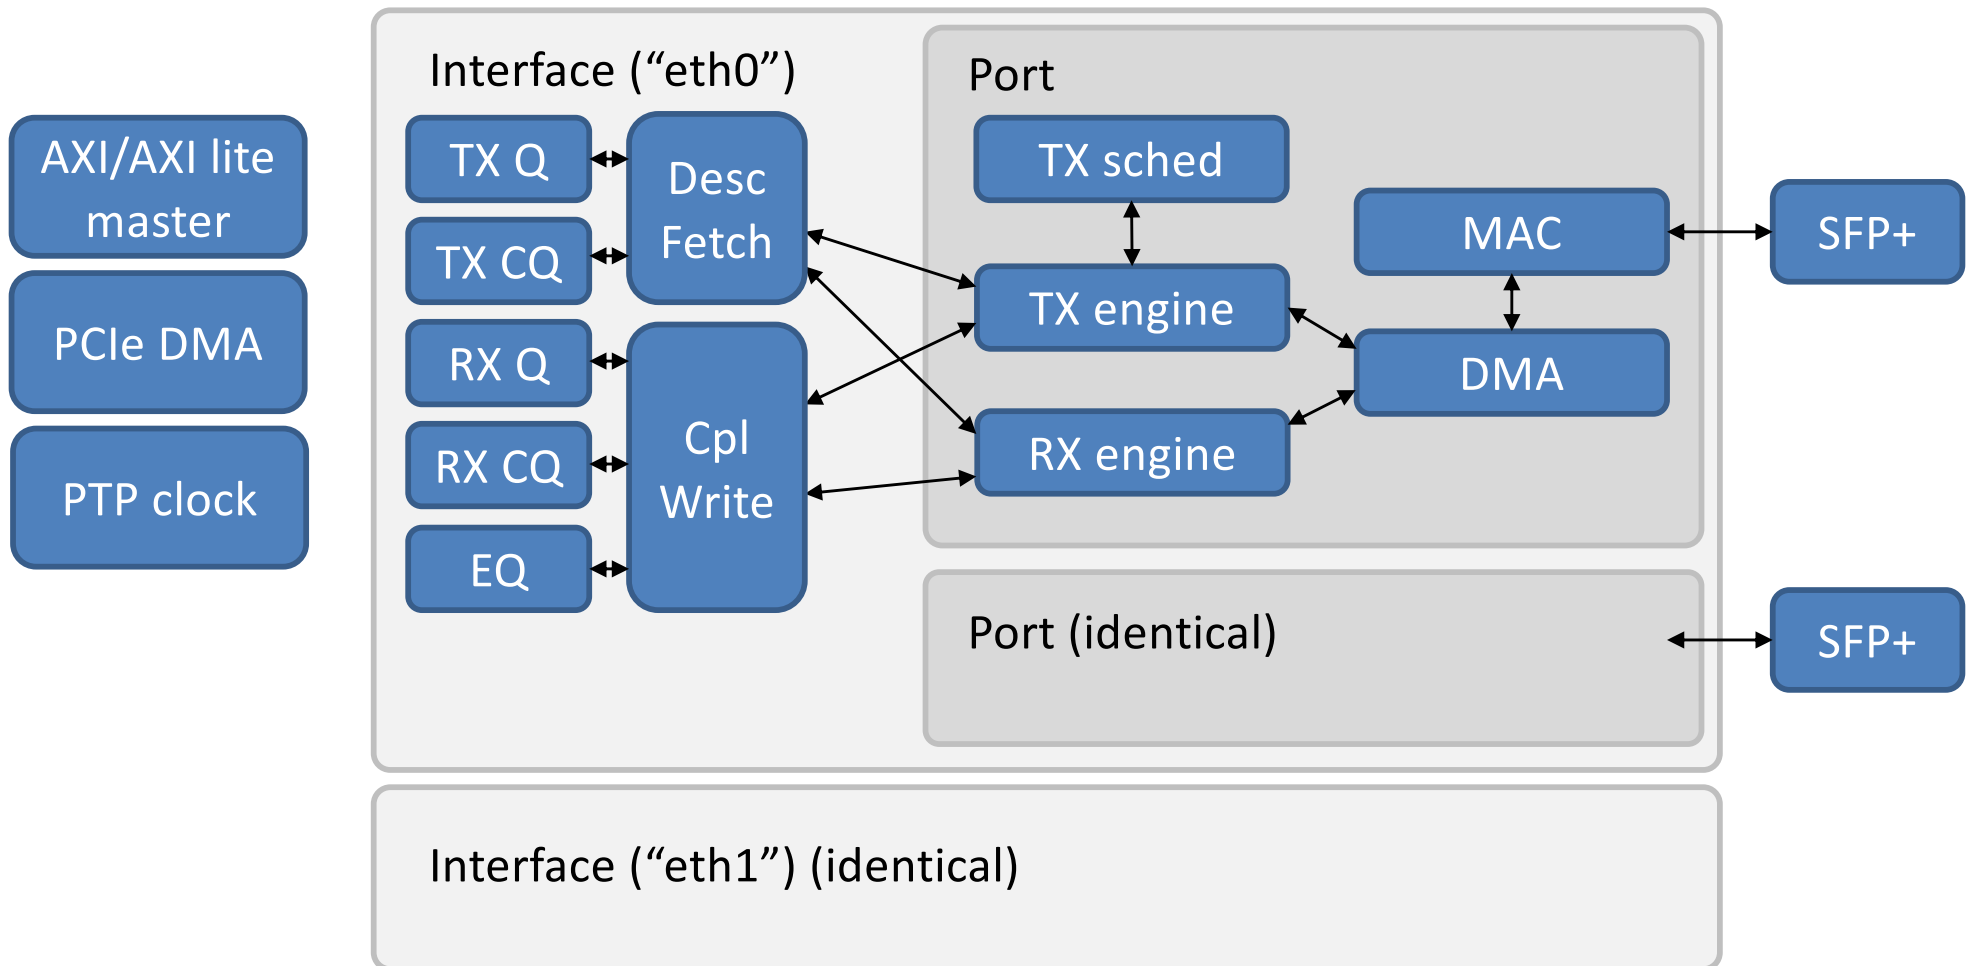 AXI/AXI lite
master
PCIe DMA
PTP clock
Interface (“eth0”)
TX Q
TX CQ
RX Q
RX CQ
EQ
Desc
Fetch
Cpl
Write
Port
TX sched
TX engine
RX engine
MAC
DMA
SFP+
Port (identical)
SFP+
Interface (“eth1”) (identical)